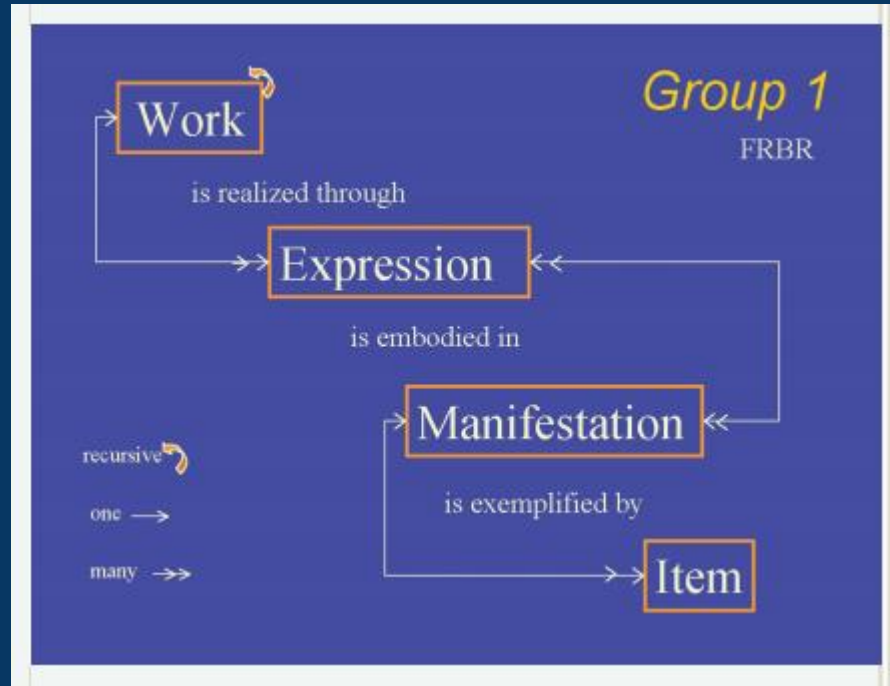 Group 1
FRBR
Work
is realized through
Expression
is embodied in
Manifestation
is exemplified by
Item
recursive
one
many